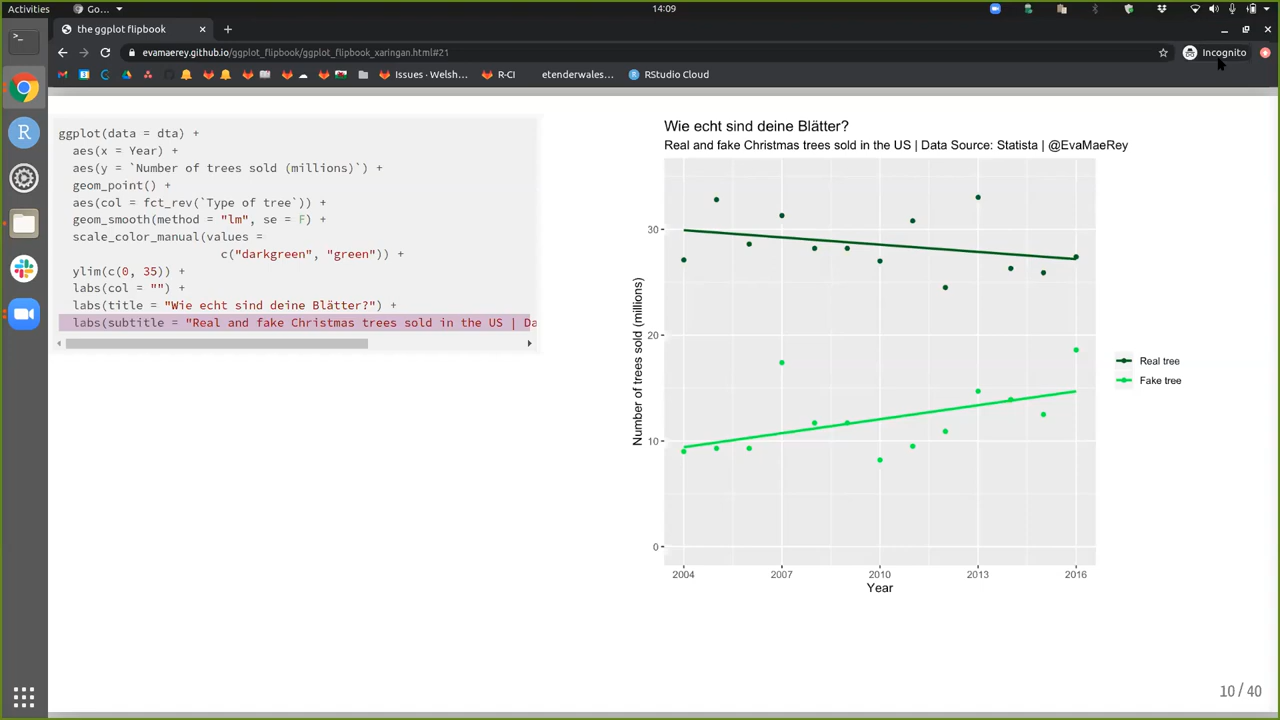 Activities
Go...
14:09
the ggplot flipbook
evamaerey.github.io/ggplot_flipbook/ggplot_flipbook_xaringan.html#21
Incognito
Issues · Welsh...
R-CI
etenderwales...
RStudio Cloud
ggplot(data = dta) +
aes(x = Year) +
aes(y = `Number of trees sold (millions)`) +
geom_point() +
aes(col = fct_rev(`Type of tree`)) +
geom_smooth(method = "lm", se = F) +
scale_color_manual(values =
c("darkgreen", "green")) +
ylim(c(0, 35)) +
labs(col = "") +
labs(title = "Wie echt sind deine Blätter?") +
labs(subtitle = "Real and fake Christmas trees sold in the US | Da
Wie echt sind deine Blätter?
Real and fake Christmas trees sold in the US | Data Source: Statista | @EvaMaeRey
Number of trees sold (millions)
30
20
10
0
2004 2007 2010 2013 2016
Year
Real tree
Fake tree
10 / 40